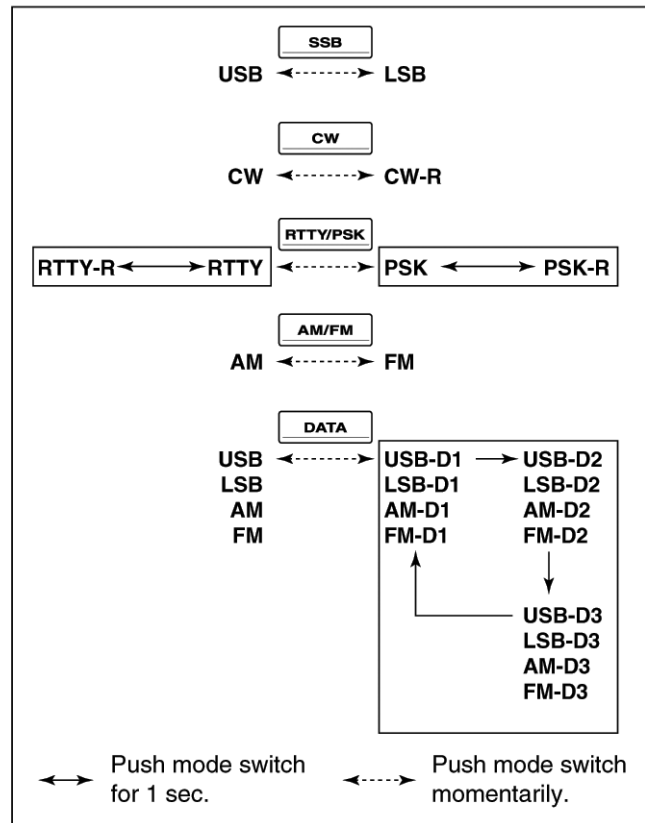 SSB
USB LSB
CW
CW CW-R
RTTY/PSK
RTTY-R RTTY PSK PSK-R
AM/FM
AM FM
DATA
USB USB-D1 USB-D2
LSB LSB-D1 LSB-D2
AM AM-D1 AM-D2
FM FM-D1 FM-D2
USB-D3
LSB-D3
AM-D3
FM-D3
Push mode switch
for 1 sec.
Push mode switch
momentarily.